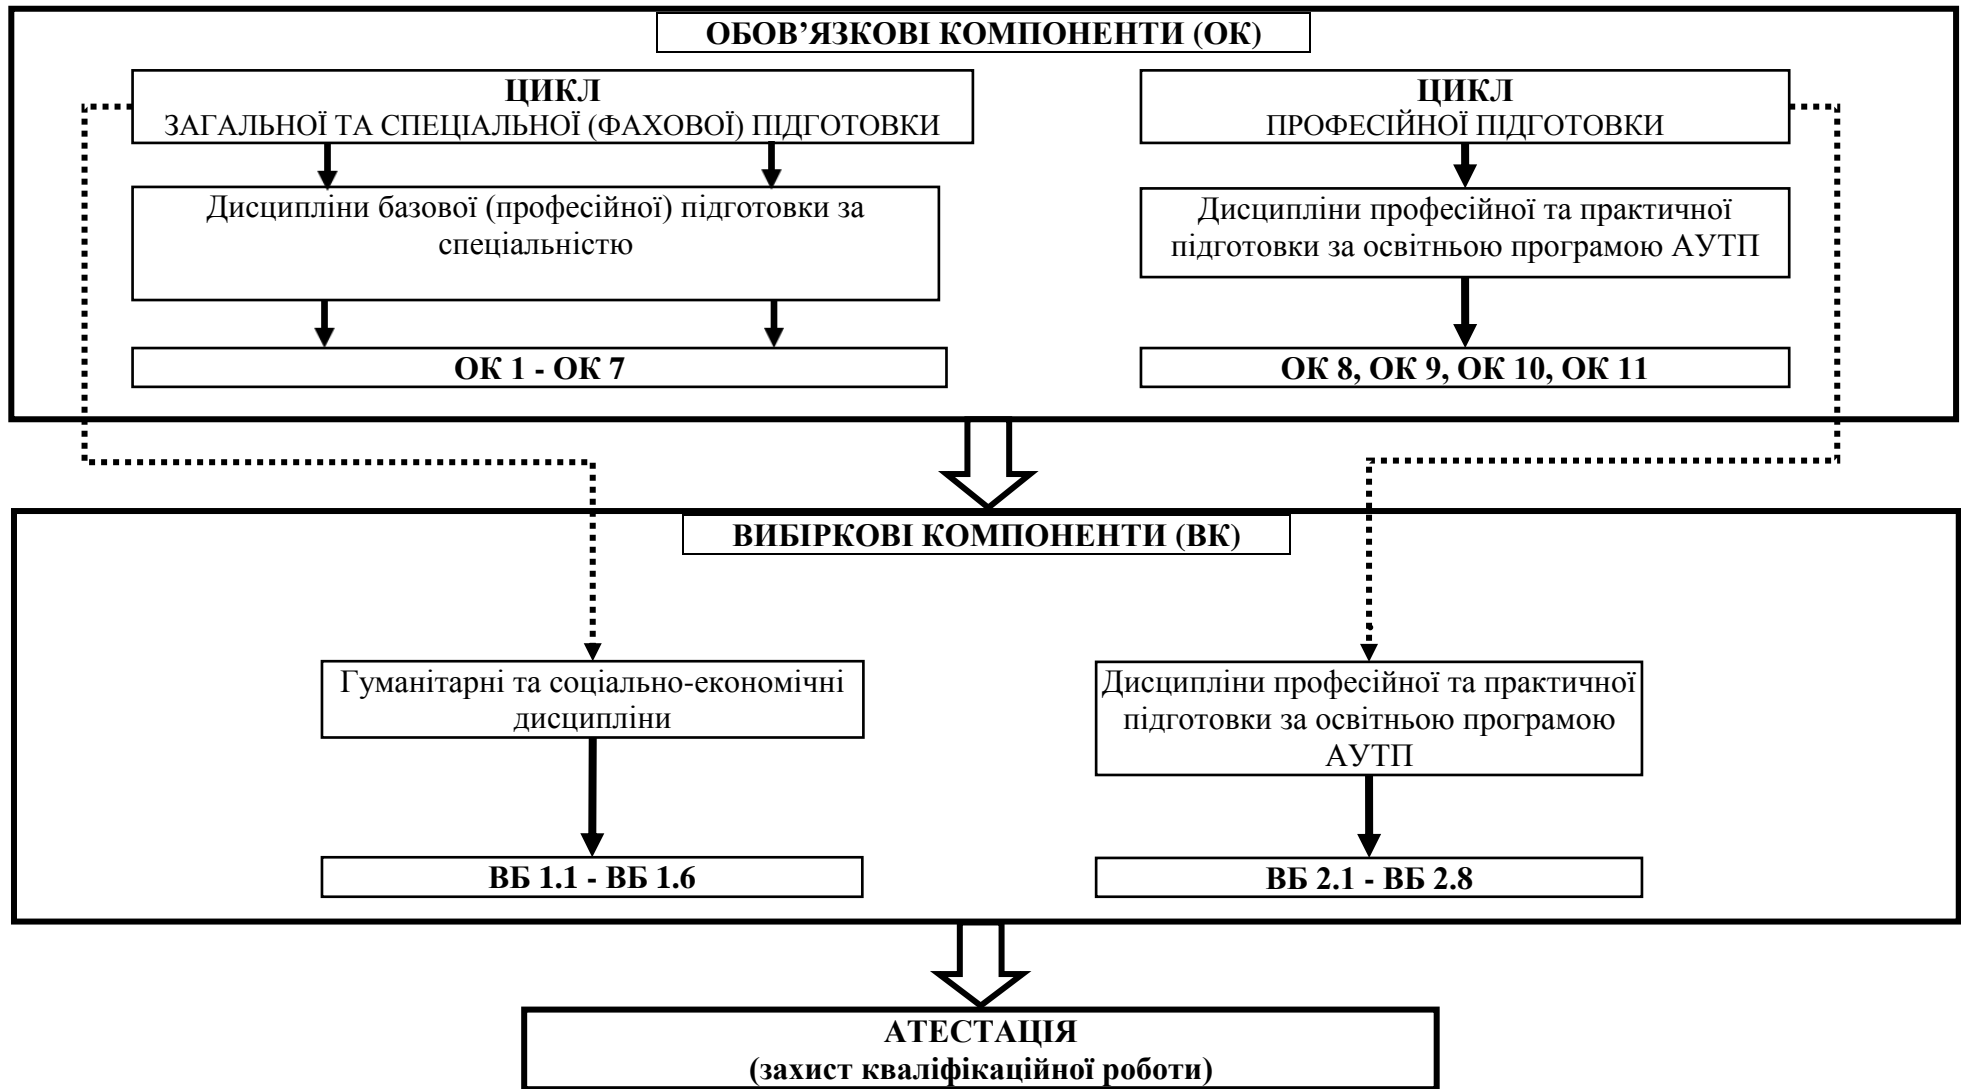 ОБОВ’ЯЗКОВІ КОМПОНЕНТИ (ОК)
ЦИКЛ
ЗАГАЛЬНОЇ ТА СПЕЦІАЛЬНОЇ (ФАХОВОЇ) ПІДГОТОВКИ
Дисципліни базової (професійної) підготовки за
спеціальністю
ОК 1 - ОК 7
ЦИКЛ
ПРОФЕСІЙНОЇ ПІДГОТОВКИ
Дисципліни професійної та практичної
підготовки за освітньою програмою АУТП
ОК 8, ОК 9, ОК 10, ОК 11
ВИБІРКОВІ КОМПОНЕНТИ (ВК)
Гуманітарні та соціально-економічні
дисципліни
ВБ 1.1 - ВБ 1.6
Дисципліни професійної та практичної
підготовки за освітньою програмою
АУТП
ВБ 2.1 - ВБ 2.8
АТЕСТАЦІЯ
(захист кваліфікаційної роботи)